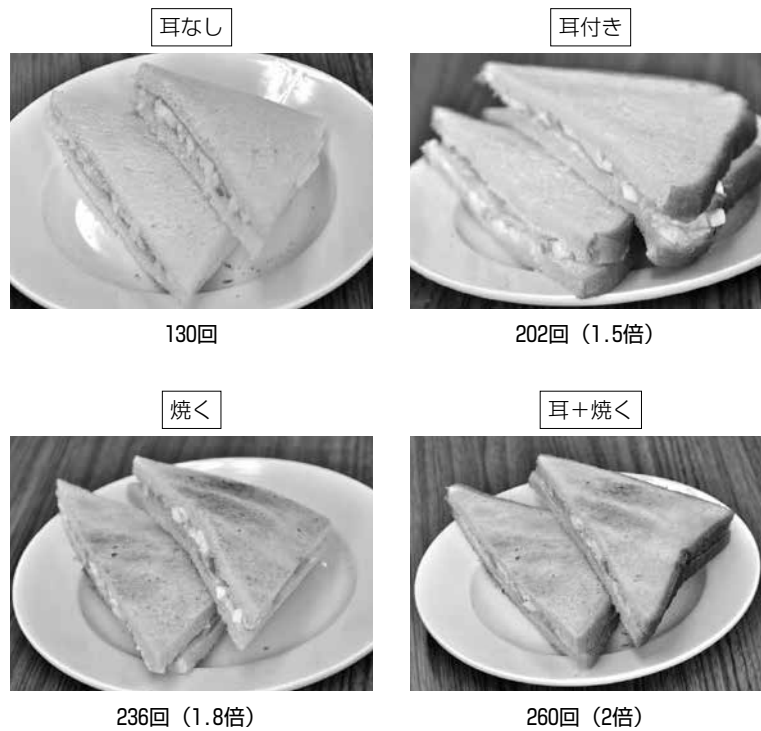 耳なし
耳付き
130回
202回（1.5倍）
焼く
耳＋焼く
236回（1.8倍）
260回（2倍）